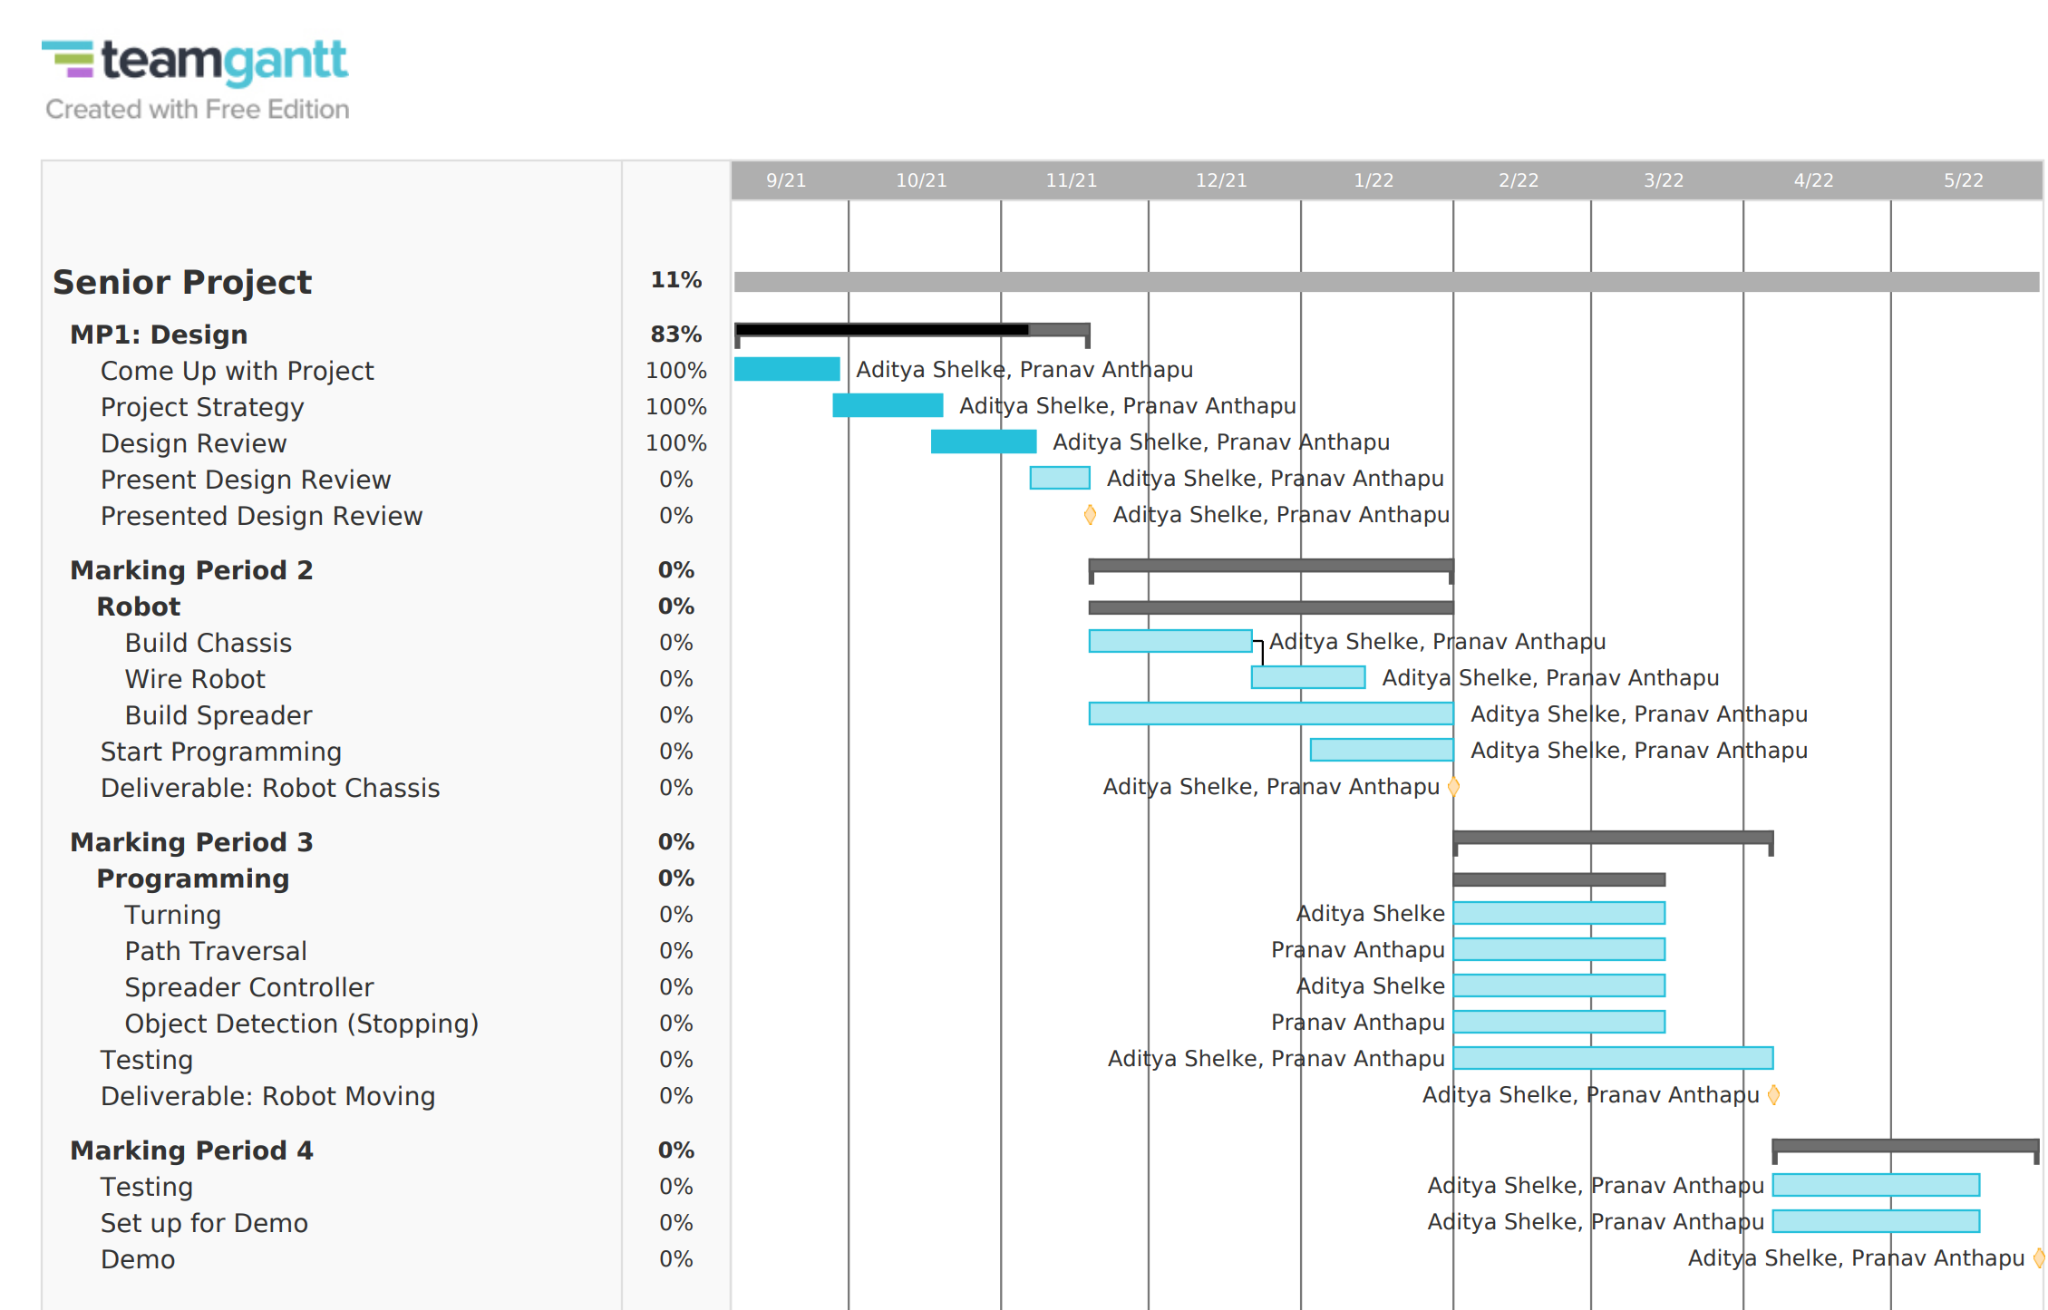 teamgantt
Created with Free Edition
9/21 10/21 11/21 12/21 1/22 2/22 3/22 4/22 5/22
Senior Project 11%
MP1: Design 83%
Come Up with Project 100% Aditya Shelke, Pranav Anthapu
Project Strategy 100% Aditya Shelke, Pranav Anthapu
Design Review 100% Aditya Shelke, Pranav Anthapu
Present Design Review 0% Aditya Shelke, Pranav Anthapu
Presented Design Review 0% Aditya Shelke, Pranav Anthapu
Marking Period 2 0%
Robot 0%
Build Chassis 0% Aditya Shelke, Pranav Anthapu
Wire Robot 0% Aditya Shelke, Pranav Anthapu
Build Spreader 0% Aditya Shelke, Pranav Anthapu
Start Programming 0% Aditya Shelke, Pranav Anthapu
Deliverable: Robot Chassis 0% Aditya Shelke, Pranav Anthapu
Marking Period 3 0%
Programming 0%
Turning 0% Aditya Shelke
Path Traversal 0% Pranav Anthapu
Spreader Controller 0% Aditya Shelke
Object Detection (Stopping) 0% Pranav Anthapu
Testing 0% Aditya Shelke, Pranav Anthapu
Deliverable: Robot Moving 0% Aditya Shelke, Pranav Anthapu
Marking Period 4 0%
Testing 0% Aditya Shelke, Pranav Anthapu
Set up for Demo 0% Aditya Shelke, Pranav Anthapu
Demo 0% Aditya Shelke, Pranav Anthapu